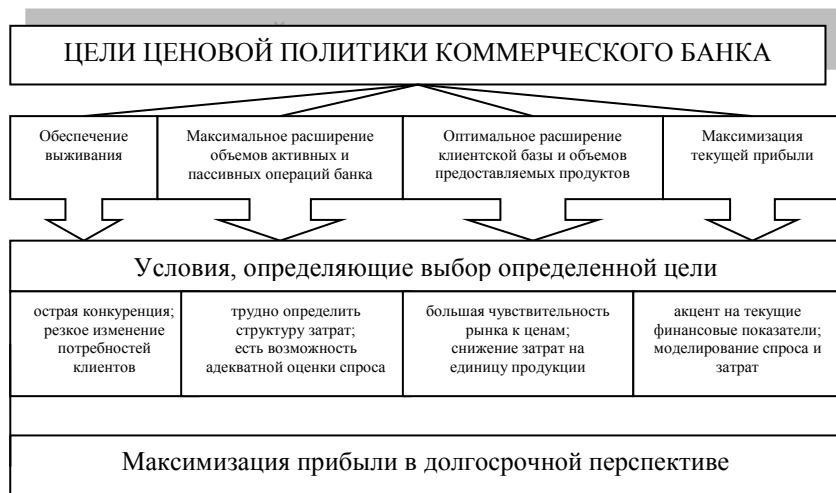 ЦЕЛИ ЦЕНОВОЙ ПОЛИТИКИ КОММЕРЧЕСКОГО БАНКА
Обеспечение
выживания
Максимальное расширение
объемов активных и
пассивных операций банка
Оптимальное расширение
клиентской базы и объемов
предоставляемых продуктов
Максимизация
текущей прибыли
Условия, определяющие выбор определенной цели
острая конкуренция;
резкое изменение
потребностей
клиентов
трудно определить
структуру затрат;
есть возможность
адекватной оценки спроса
большая чувствительность
рынка к ценам;
снижение затрат на
единицу продукции
акцент на текущие
финансовые показатели;
моделирование спроса и
затрат
Максимизация прибыли в долгосрочной перспективе